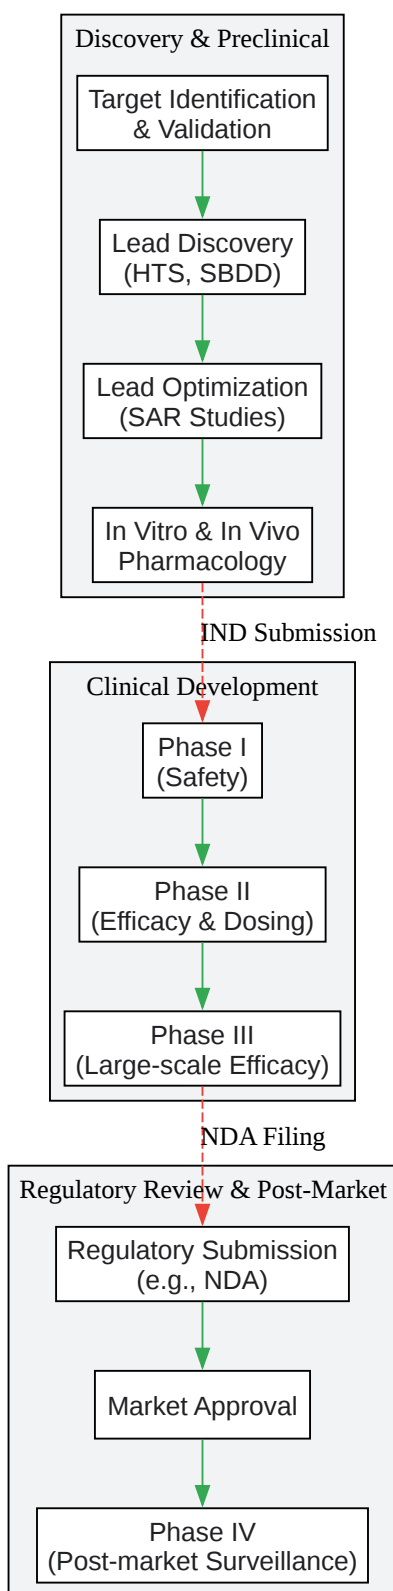 Discovery & Preclinical
Target Identification
& Validation
Lead Discovery
(HTS, SBDD)
Lead Optimization
(SAR Studies)
In Vitro & In Vivo
Pharmacology
IND Submission
Clinical Development
Phase I
(Safety)
Phase II
(Efficacy & Dosing)
Phase III
(Large-scale Efficacy)
NDA Filing
Regulatory Review & Post-Market
Regulatory Submission
(e.g., NDA)
Market Approval
Phase IV
(Post-market Surveillance)